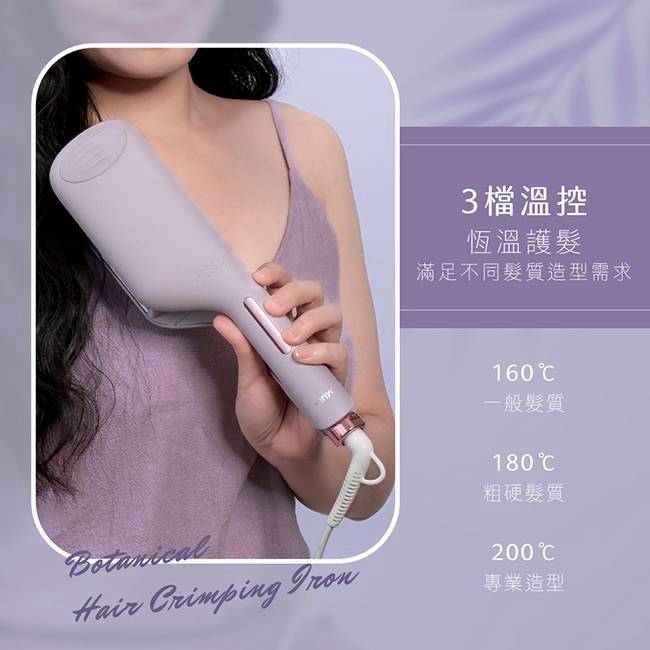 3檔溫控
恆溫護髮
滿足不同髮質造型需求
160℃
一般髮質
180℃
粗硬髮質
200℃
專業造型
Botanical
Hair Crimping Iron